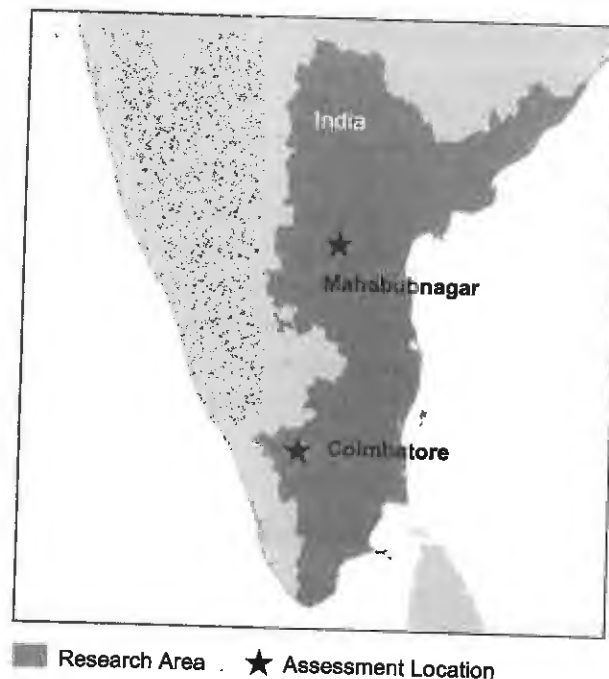 India
Mahabubnagar
Coimbatore
Research Area
Assessment Location